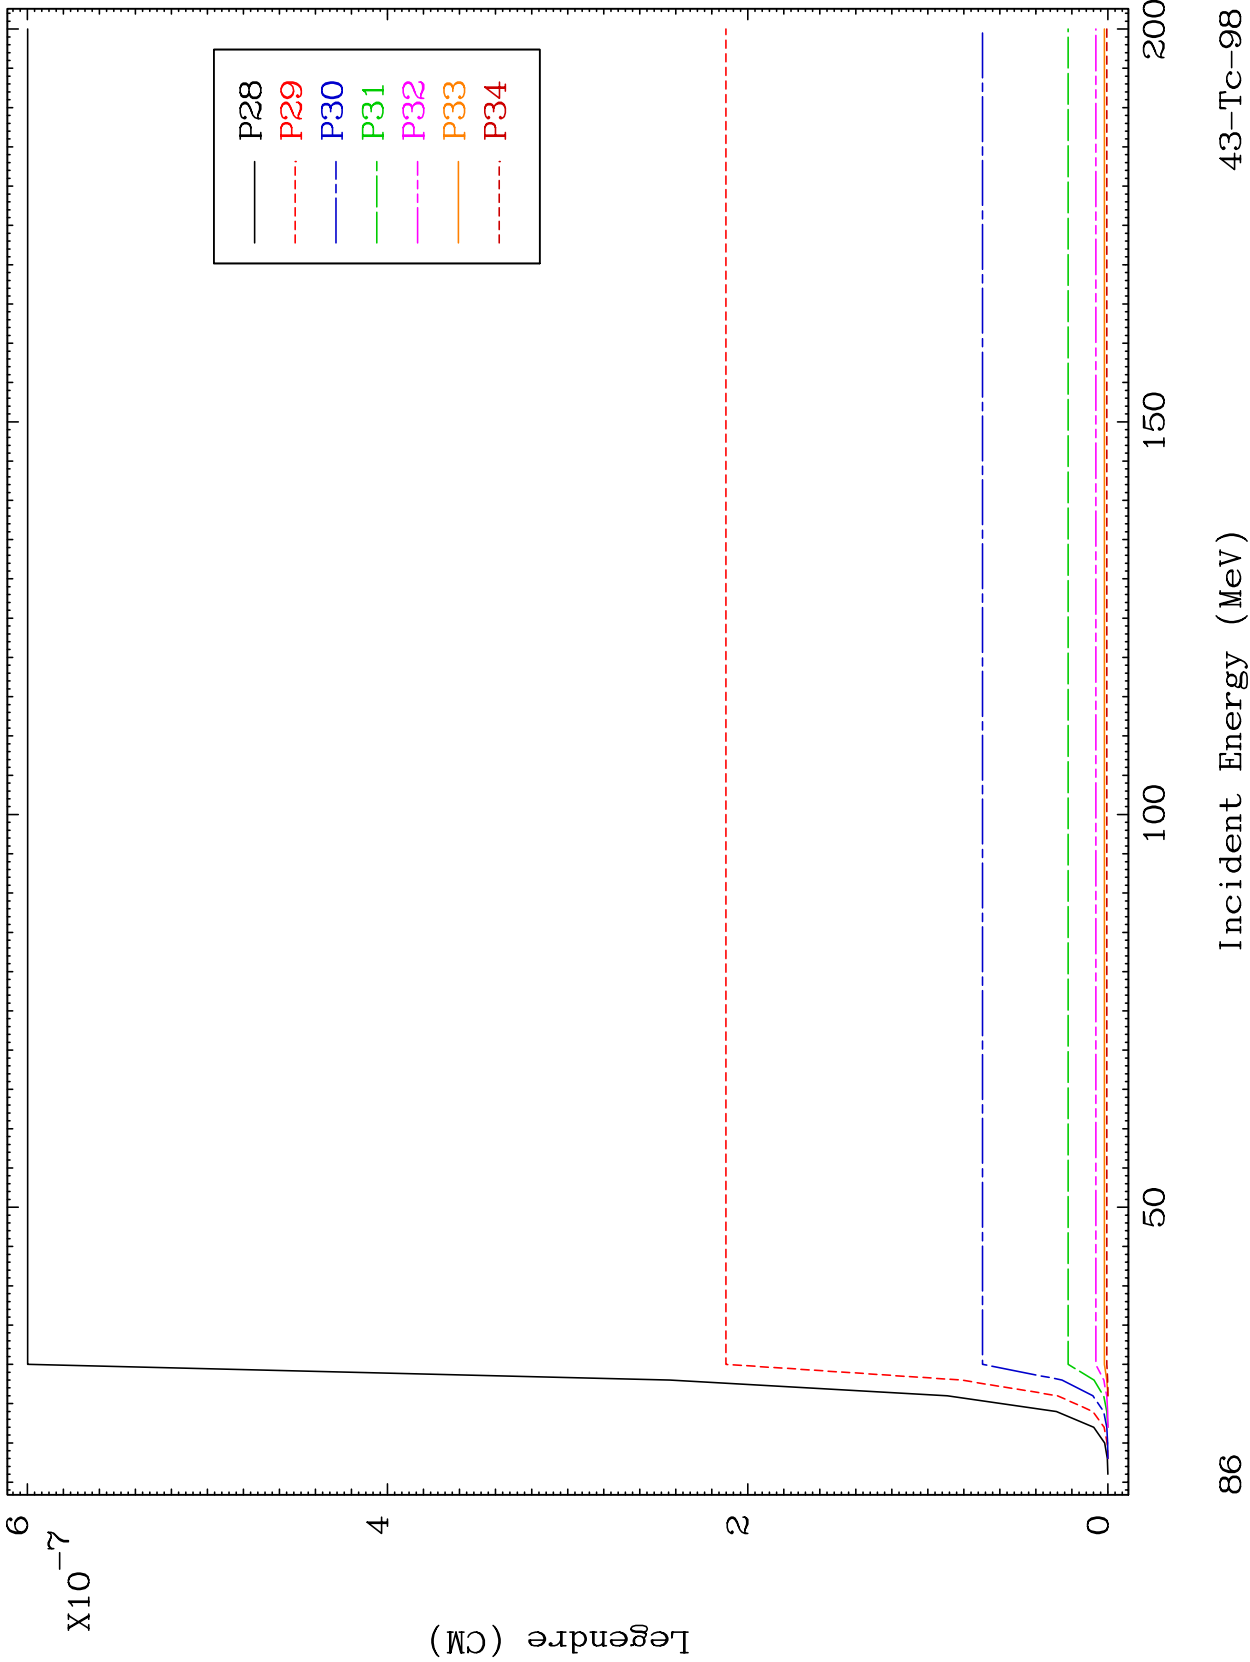 X10-7
6
4
2
0
Legendre (CM)
50
100
150
200
Incident Energy (MeV)
P28
P29
P30
P31
P32
P33
P34
86
43-Tc-98